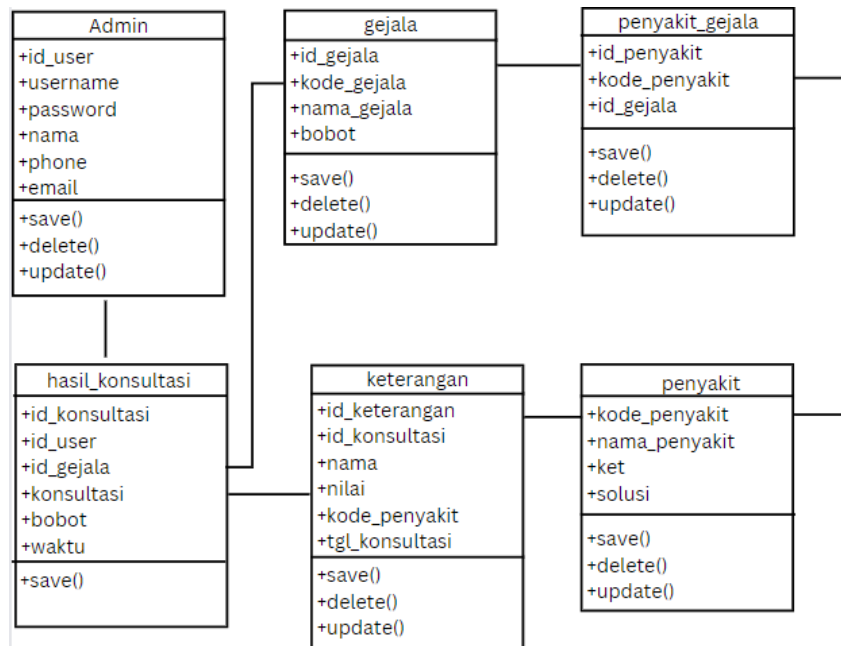 Admin
+id_user
+username
+password
+nama
+phone
+email
+save()
+delete()
+update()
gejala
+id_gejala
+kode_gejala
+nama_gejala
+bobot
+save()
+delete()
+update()
penyakit_gejala
+id_penyakit
+kode_penyakit
+id_gejala
+save()
+delete()
+update()
hasil_konsultasi
+id_konsultasi
+id_user
+id_gejala
+konsultasi
+bobot
+waktu
+save()
keterangan
+id_keterangan
+id_konsultasi
+nama
+nilai
+kode_penyakit
+tgl_konsultasi
+save()
+delete()
+update()
penyakit
+kode_penyakit
+nama_penyakit
+ket
+solusi
+save()
+delete()
+update()